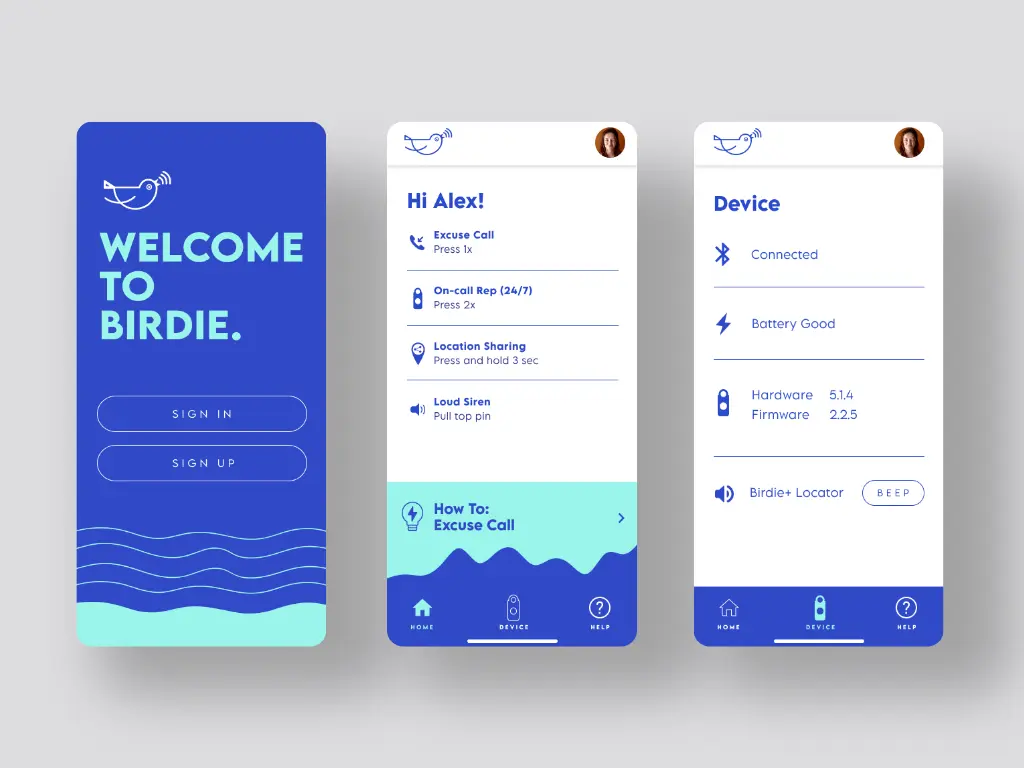 WELCOME
TO
BIRDIE.
SIGN IN
SIGN UP
Hi Alex!
Excuse Call
Press 1x
On-call Rep (24/7)
Press 2x
Location Sharing
Press and hold 3 sec
Loud Siren
Pull top pin
How To:
Excuse Call
HOME
DEVICE
HELP
Device
Connected
Battery Good
Hardware 5.1.4
Firmware 2.2.5
Birdie+ Locator BEEP
HOME
DEVICE
HELP